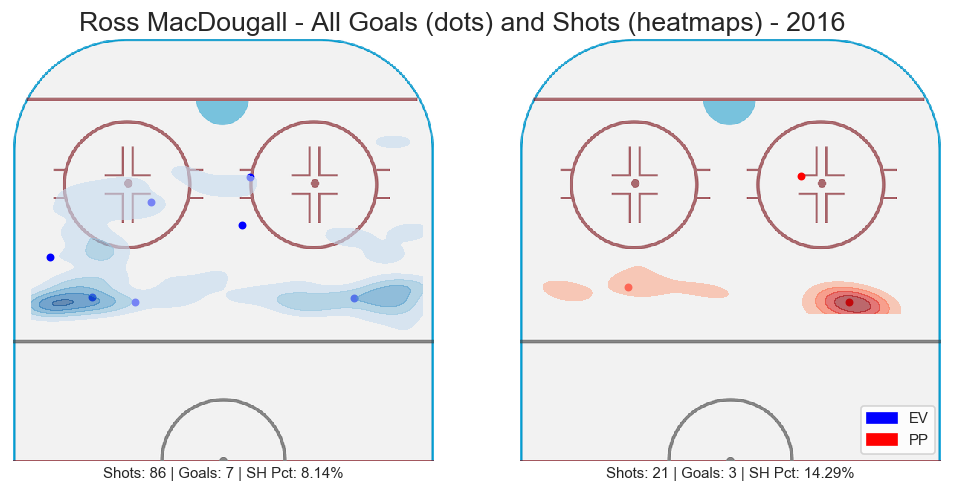 Ross MacDougall - All Goals (dots) and Shots (heatmaps) - 2016
EV
PP
Shots: 86 | Goals: 7 | SH Pct: 8.14%
Shots: 21 | Goals: 3 | SH Pct: 14.29%